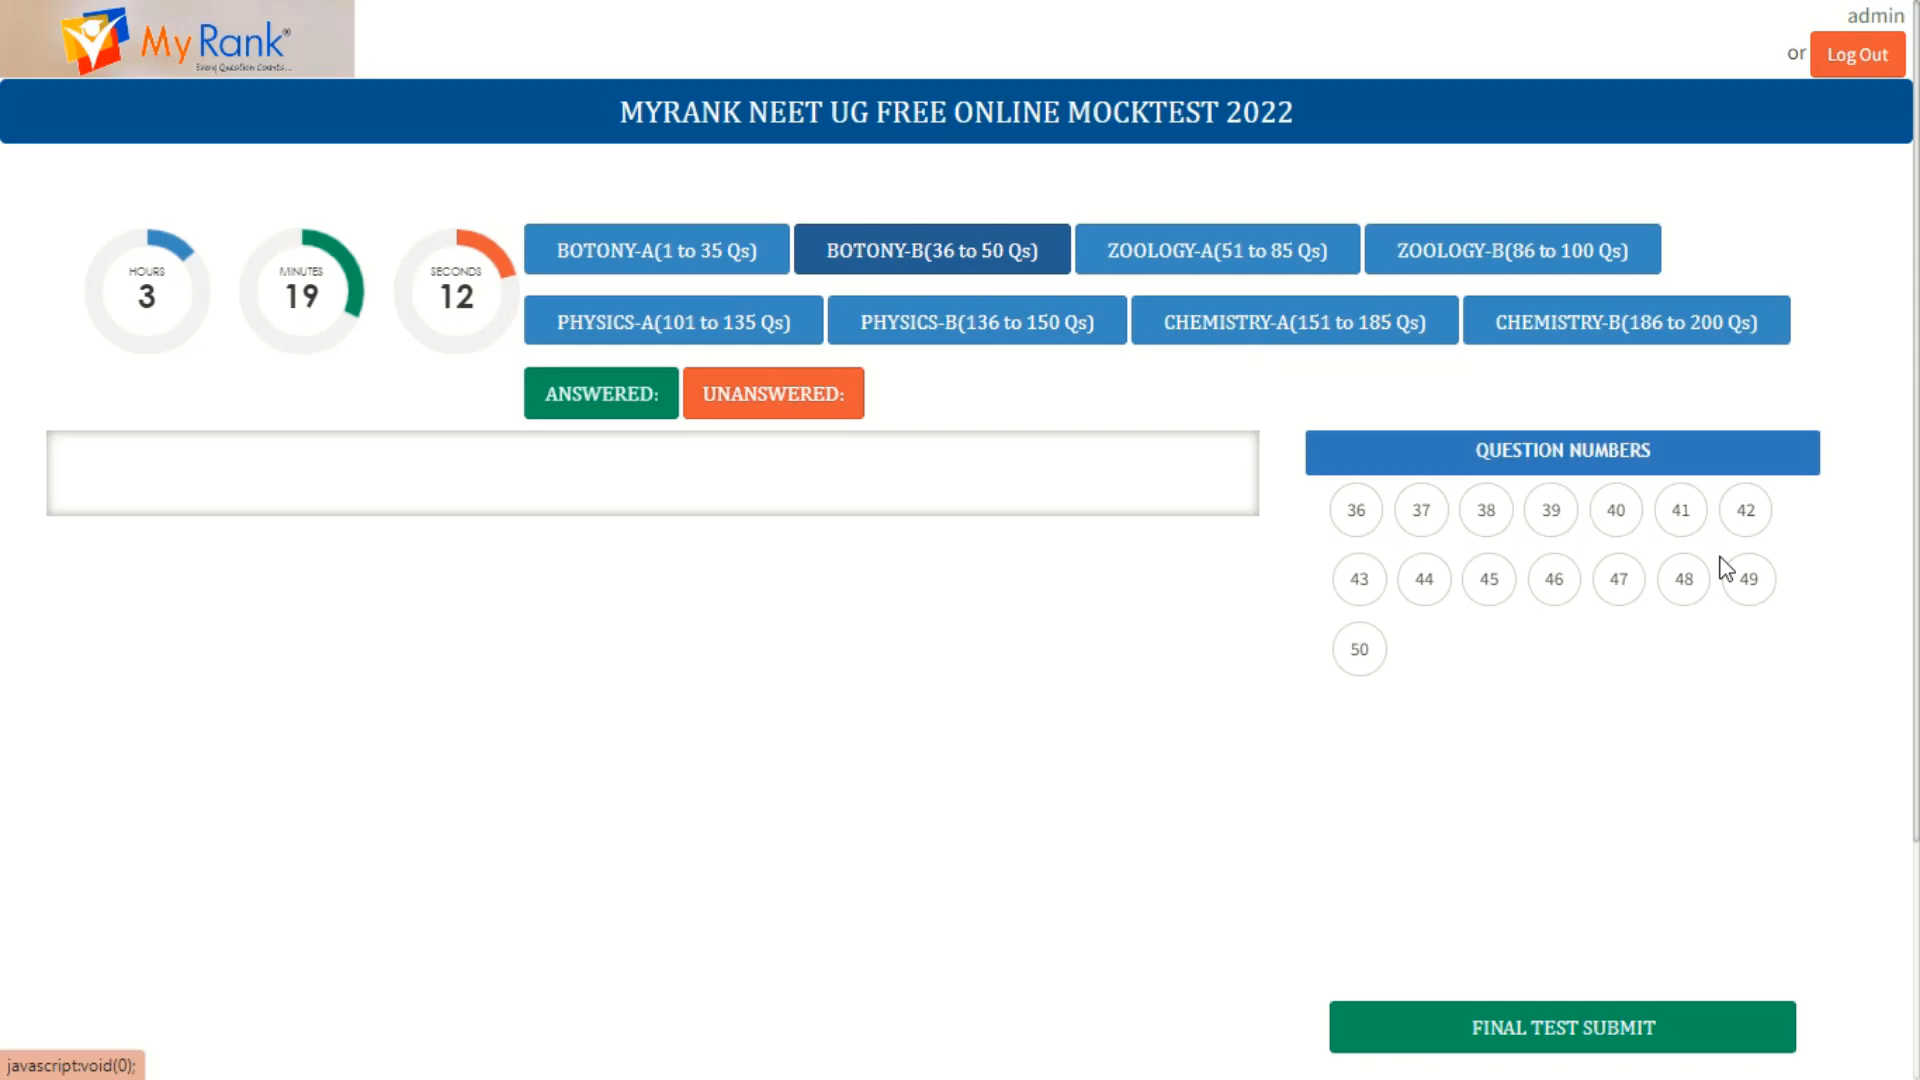 My Rank®
Every Question Counts...
admin
or Log Out
MYRANK NEET UG FREE ONLINE MOCKTEST 2022
HOURS
3
MINUTES
19
SECONDS
12
BOTONY-A(1 to 35 Qs) BOTONY-B(36 to 50 Qs) ZOOLOGY-A(51 to 85 Qs) ZOOLOGY-B(86 to 100 Qs)
PHYSICS-A(101 to 135 Qs) PHYSICS-B(136 to 150 Qs) CHEMISTRY-A(151 to 185 Qs) CHEMISTRY-B(186 to 200 Qs)
ANSWERED: UNANSWERED:
QUESTION NUMBERS
36 37 38 39 40 41 42
43 44 45 46 47 48 49
50
FINAL TEST SUBMIT
javascript:void(0);